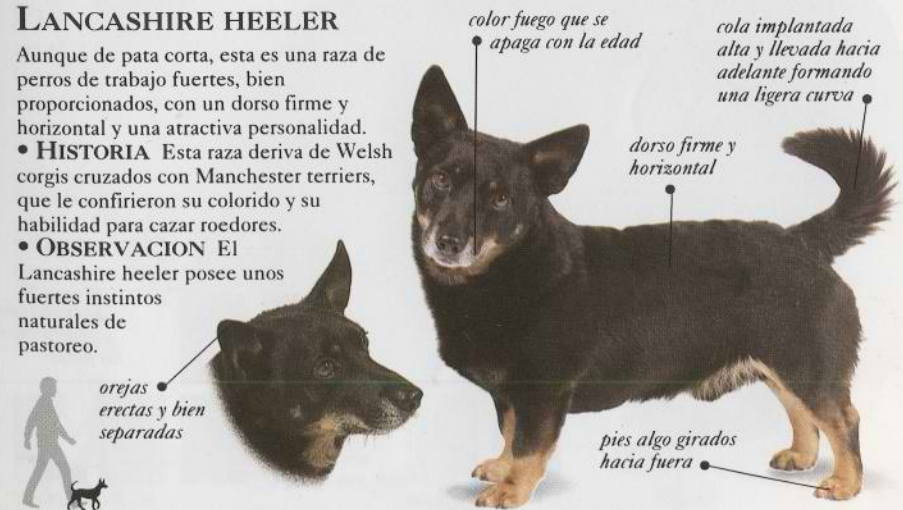 LANCASHIRE HEELER
Aunque de pata corta, esta es una raza de
perros de trabajo fuertes, bien
proporcionados, con un dorso firme y
horizontal y una atractiva personalidad.
• HISTORIA Esta raza deriva de Welsh
corgis cruzados con Manchester terriers,
que le confirieron su colorido y su
habilidad para cazar roedores.
• OBSERVACION El
Lancashire heeler posee unos
fuertes instintos
naturales de
pastoreo.
orejas
erectas y bien
separadas
color fuego que se
apaga con la edad
cola implantada
alta y llevada hacia
adelante formando
una ligera curva
dorso firme y
horizontal
pies algo girados
hacia fuera